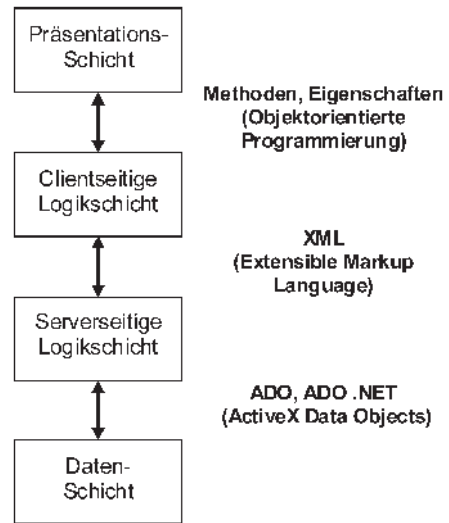 Präsentations-
Schicht
Methoden, Eigenschaften
(Objektorientierte
Programmierung)
Clientseitige
Logikschicht
XML
(Extensible Markup
Language)
Serverseitige
Logikschicht
ADO, ADO .NET
(ActiveX Data Objects)
Daten-
Schicht